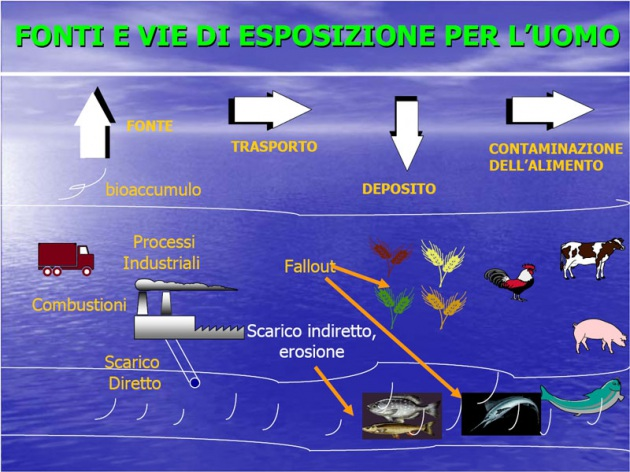 FONTI E VIE DI ESPOSIZIONE PER L'UOMO
FONTE
TRASPORTO
DEPOSITO
CONTAMINAZIONE
DELL'ALIMENTO
bioaccumulo
Processi
Industriali
Combustioni
Fallout
Scarico indiretto,
erosione
Scarico
Diretto